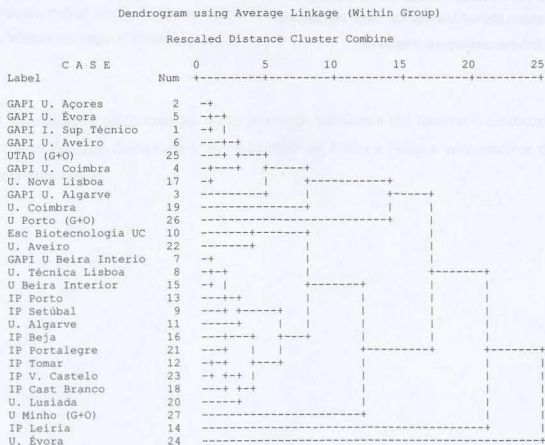 Dendrogram using Average Linkage (Within Group)
Rescaled Distance Cluster Combine
C A S E 0 5 10 15 20 25
Label Num +---------+---------+---------+---------+---------+
GAPI U. Açores 2
GAPI U. Évora 5
GAPI I. Sup Técnico 1
GAPI U. Aveiro 6
UTAD (G+O) 25
GAPI U. Coimbra 4
U. Nova Lisboa 17
GAPI U. Algarve 3
U. Coimbra 19
U Porto (G+O) 26
Esc Biotecnologia UC 10
U. Aveiro 22
GAPI U Beira Interio 7
U. Técnica Lisboa 8
U Beira Interior 15
IP Porto 13
IP Setúbal 9
U. Algarve 11
IP Beja 16
IP Portalegre 21
IP Tomar 12
IP V. Castelo 23
IP Cast Branco 18
U. Lusiada 20
U Minho (G+O) 27
IP Leiria 14
U. Évora 24